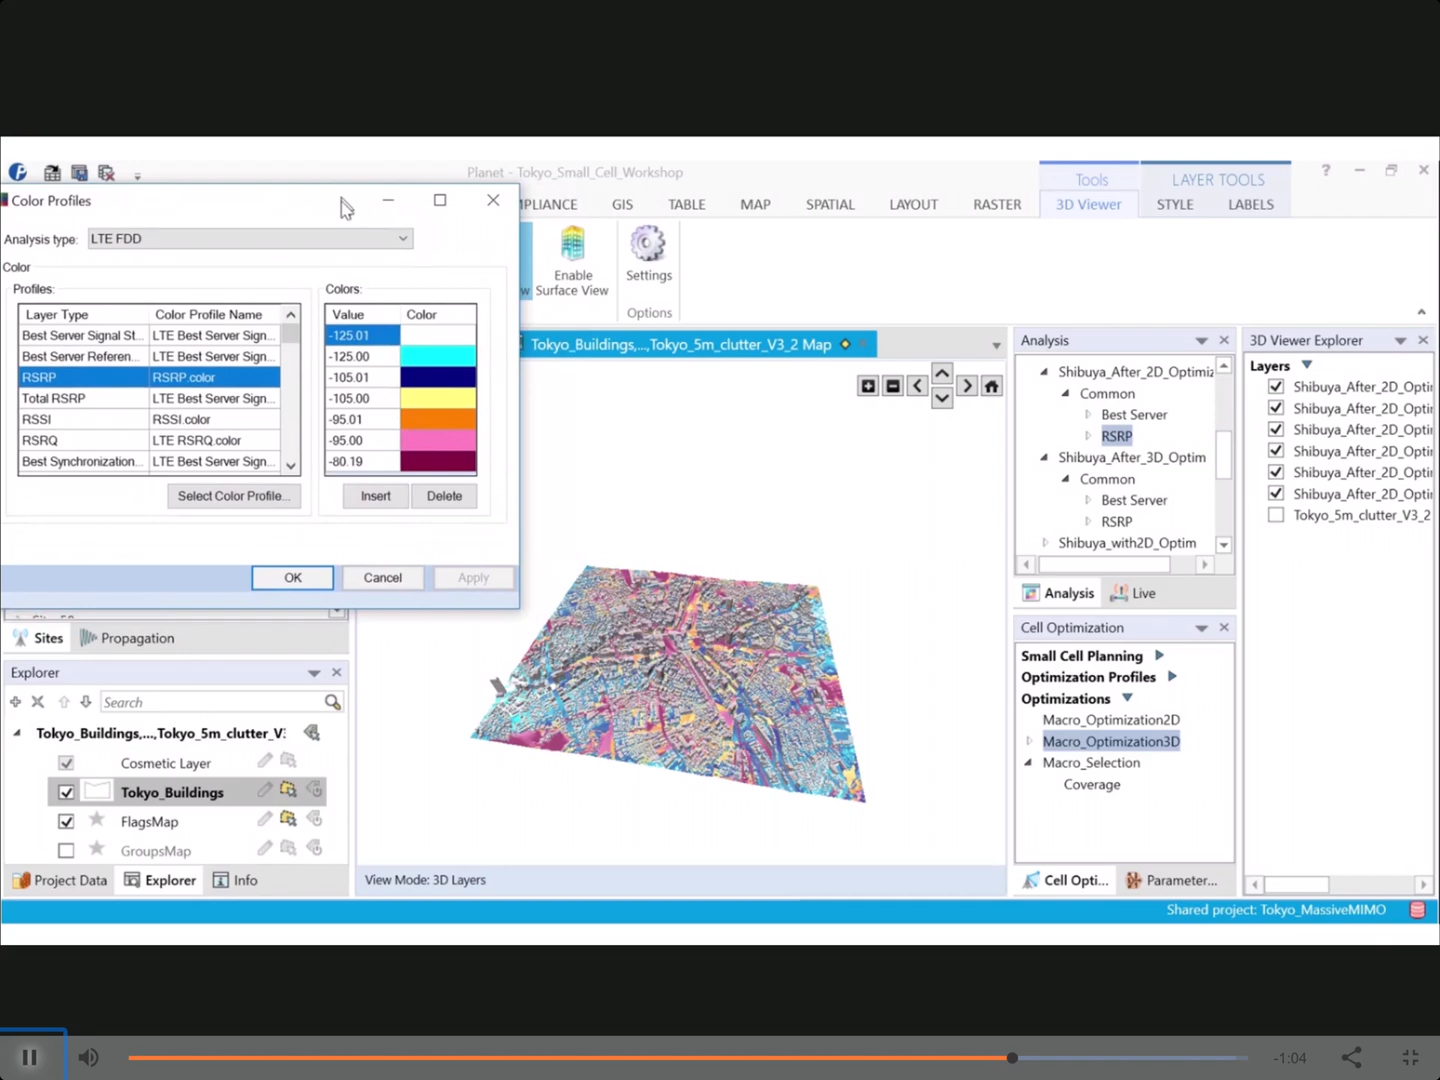 Planet - Tokyo_Small_Cell_Workshop
Tools
LAYER TOOLS
?
MPLIANCE
GIS
TABLE
MAP
SPATIAL
LAYOUT
RASTER
3D Viewer
STYLE
LABELS
Color Profiles
Analysis type:
LTE FDD
Color
Profiles:
Layer Type
Color Profile Name
Best Server Signal St...
LTE Best Server Sign...
Best Server Referen...
LTE Best Server Sign...
RSRP
RSRP.color
Total RSRP
LTE Best Server Sign...
RSSI
RSSI.color
RSRQ
LTE RSRQ.color
Best Synchronization...
LTE Best Server Sign...
Select Color Profile...
Colors:
Value
Color
-125.01
-125.00
-105.01
-105.00
-95.01
-95.00
-80.19
Insert
Delete
OK
Cancel
Apply
w
Enable
Surface View
Settings
Options
Tokyo_Buildings,...,Tokyo_5m_clutter_V3_2 Map
View Mode: 3D Layers
Sites
Propagation
Explorer
Search
Tokyo_Buildings,...,Tokyo_5m_clutter_V:
Cosmetic Layer
Tokyo_Buildings
FlagsMap
GroupsMap
Project Data
Explorer
Info
Analysis
Shibuya_After_2D_Optimiz
Common
Best Server
RSRP
Shibuya_After_3D_Optim
Common
Best Server
RSRP
Shibuya_with2D_Optim
Analysis
Live
Cell Optimization
Small Cell Planning
Optimization Profiles
Optimizations
Macro_Optimization2D
Macro_Optimization3D
Macro_Selection
Coverage
Cell Opti...
Parameter...
3D Viewer Explorer
Layers
Shibuya_After_2D_Optir
Shibuya_After_2D_Optir
Shibuya_After_2D_Optir
Shibuya_After_2D_Optir
Shibuya_After_2D_Optir
Shibuya_After_2D_Optir
Tokyo_5m_clutter_V3_2
Shared project: Tokyo_MassiveMIMO
-1:04